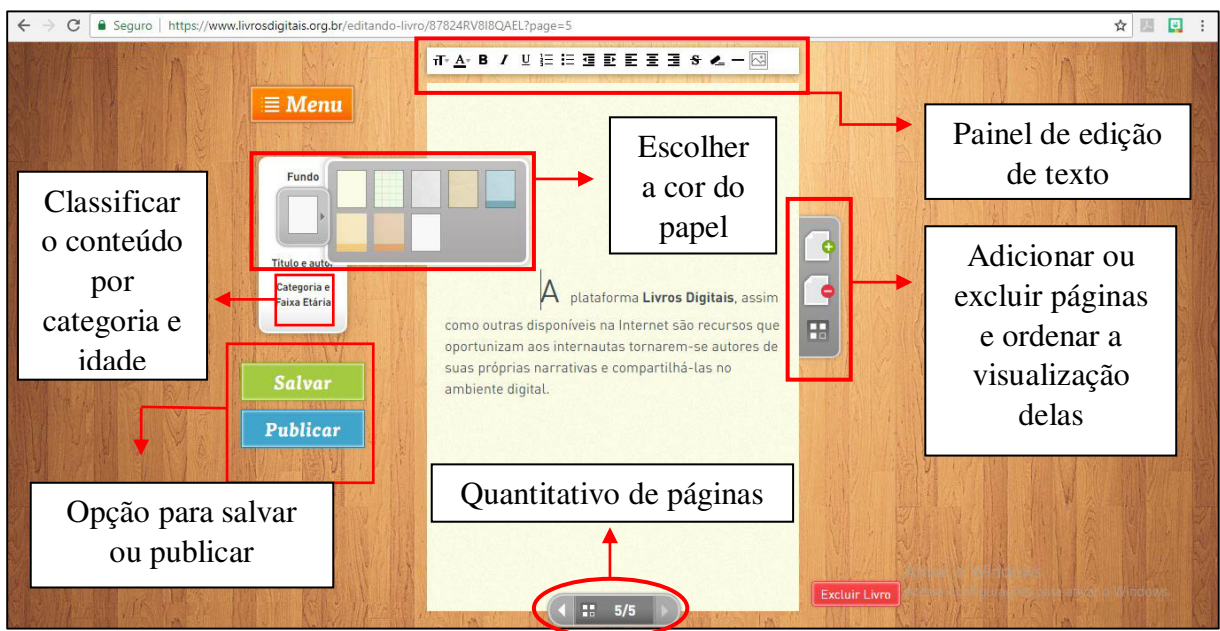 Seguro | https://www.livrosdigitais.org.br/editando-livro/87824RV8I8QAEL?page=5
Menu
Fundo
Título e autor
Categoria e
Faixa Etária
Salvar
Publicar
Classificar
o conteúdo
por
categoria e
idade
Opção para salvar
ou publicar
Escolher
a cor do
papel
A plataforma Livros Digitais, assim
como outras disponíveis na Internet são recursos que
oportunizam aos internautas tornarem-se autores de
suas próprias narrativas e compartilhá-las no
ambiente digital.
Quantitativo de páginas
5/5
Painel de edição
de texto
Adicionar ou
excluir páginas
e ordenar a
visualização
delas
Excluir Livro